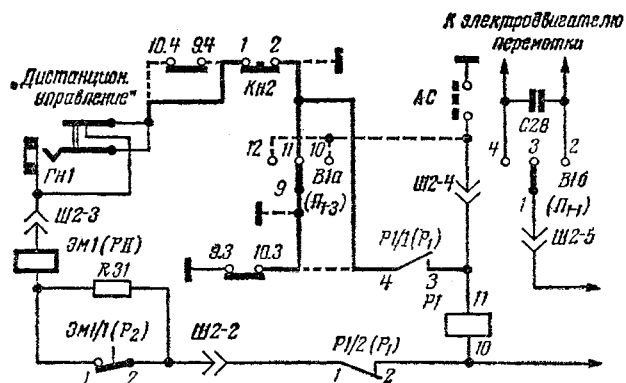 К электродвигателю
перемотки
10.4 9.4 1 2
Кн2
„Дистанцион.
управление"
АС
С28
4 3 2
12 11 10
Гн1
9 В1а
(П1-3)
Ш2-4
В1б
(П1-1)
1
Ш2-3
Ш2-5
ЭМ1(РП)
9.3 10.3
Р1/1(Р1)
4 3
R31
Р1 11
10
ЭМ1/1(Р2)
Ш2-2
Р1/2(Р1)
1 2
1 2